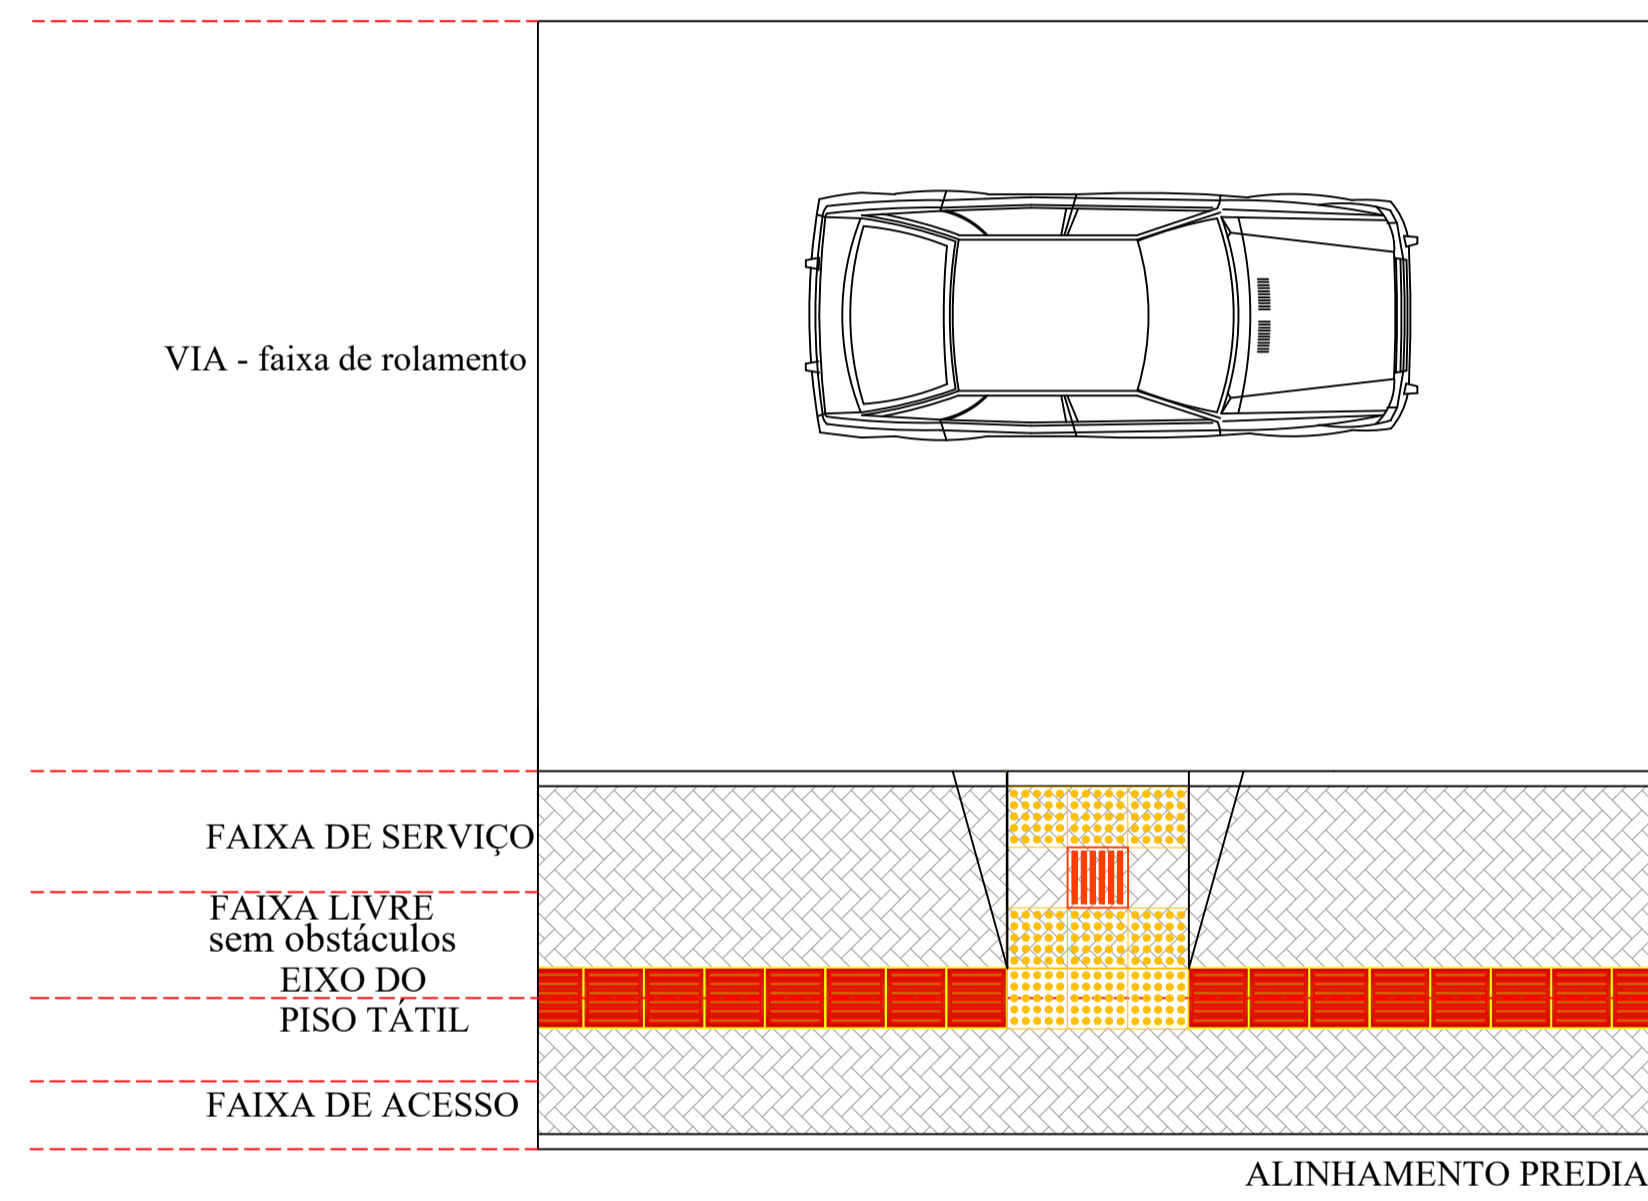 VIA - faixa de rolamento
FAIXA DE SERVIÇO
FAIXA LIVRE
sem obstáculos
EIXO DO
PISO TÁTIL
FAIXA DE ACESSO
ALINHAMENTO PREDIA